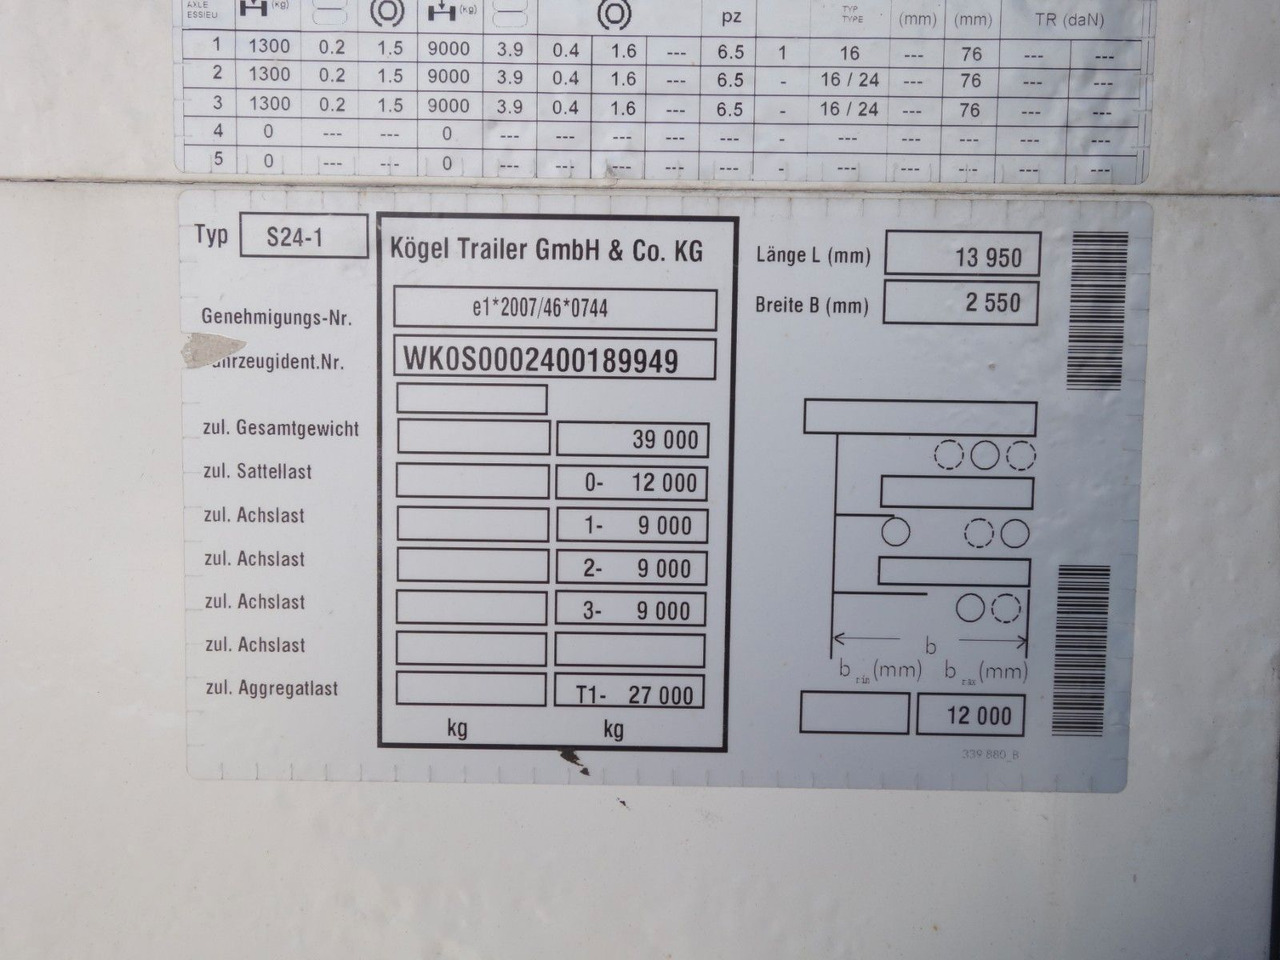 AXLE (kg) (kg) pz TYP (mm) (mm) TR (daN)
ESSIEU TYPE
1 1300 0.2 1.5 9000 3.9 0.4 1.6 --- 6.5 1 16 --- 76 --- ---
2 1300 0.2 1.5 9000 3.9 0.4 1.6 --- 6.5 - 16 / 24 --- 76 --- ---
3 1300 0.2 1.5 9000 3.9 0.4 1.6 --- 6.5 - 16 / 24 --- 76 --- ---
4 0 --- --- 0 --- --- --- --- --- - --- --- --- --- ---
5 0 --- --- 0 --- --- --- --- --- - --- --- --- --- ---
Typ S24-1
Kögel Trailer GmbH & Co. KG
Länge L (mm) 13 950
Breite B (mm) 2 550
Genehmigungs-Nr. e1*2007/46*0744
hrzeugident.Nr. WK0S0002400189949
zul. Gesamtgewicht 39 000
zul. Sattellast 0- 12 000
zul. Achslast 1- 9 000
zul. Achslast 2- 9 000
zul. Achslast 3- 9 000
zul. Achslast
zul. Aggregatlast T1- 27 000
kg kg
b
b min (mm) b max (mm)
12 000
339 880_B